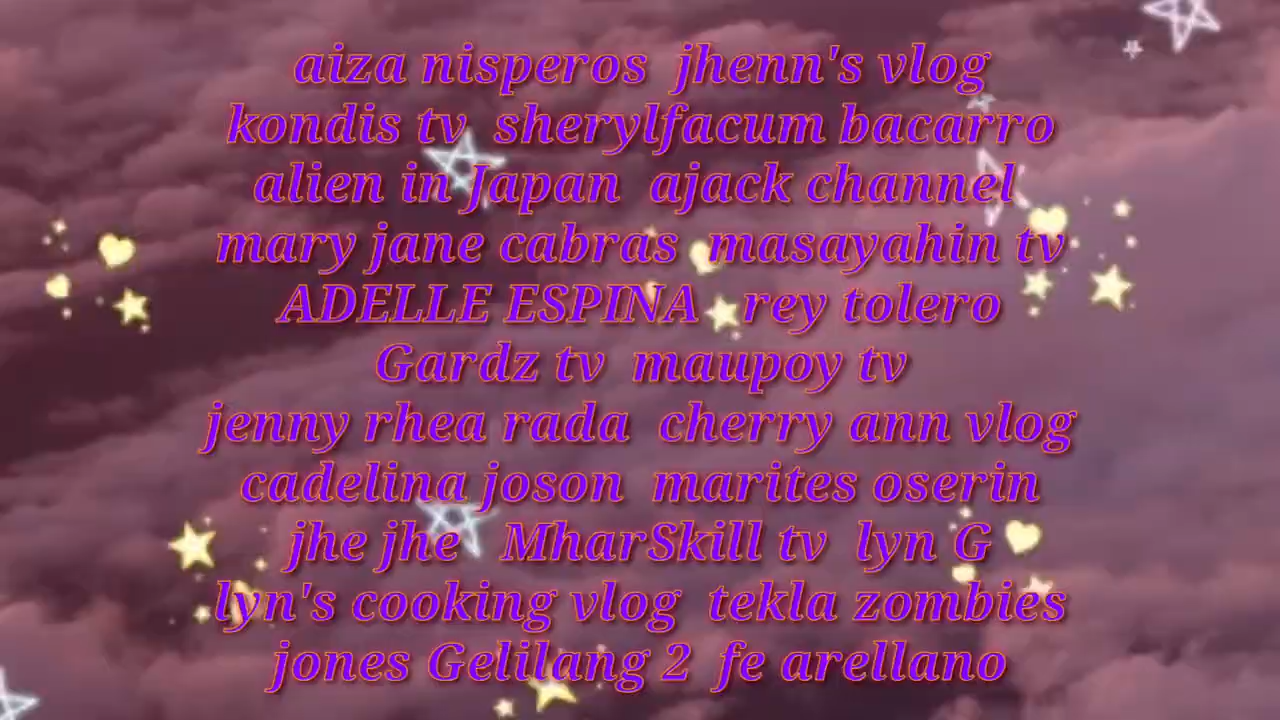 aiza nisperos jhenn's vlog
kondis tv sherylfacum bacarro
alien in Japan ajack channel
mary jane cabras masayahin tv
ADELLE ESPINA rey tolero
Gardz tv maupoy tv
jenny rhea rada cherry ann vlog
cadelina joson marites oserin
jhe jhe MharSkill tv lyn G
lyn's cooking vlog tekla zombies
jones Gelilang 2 fe arellano